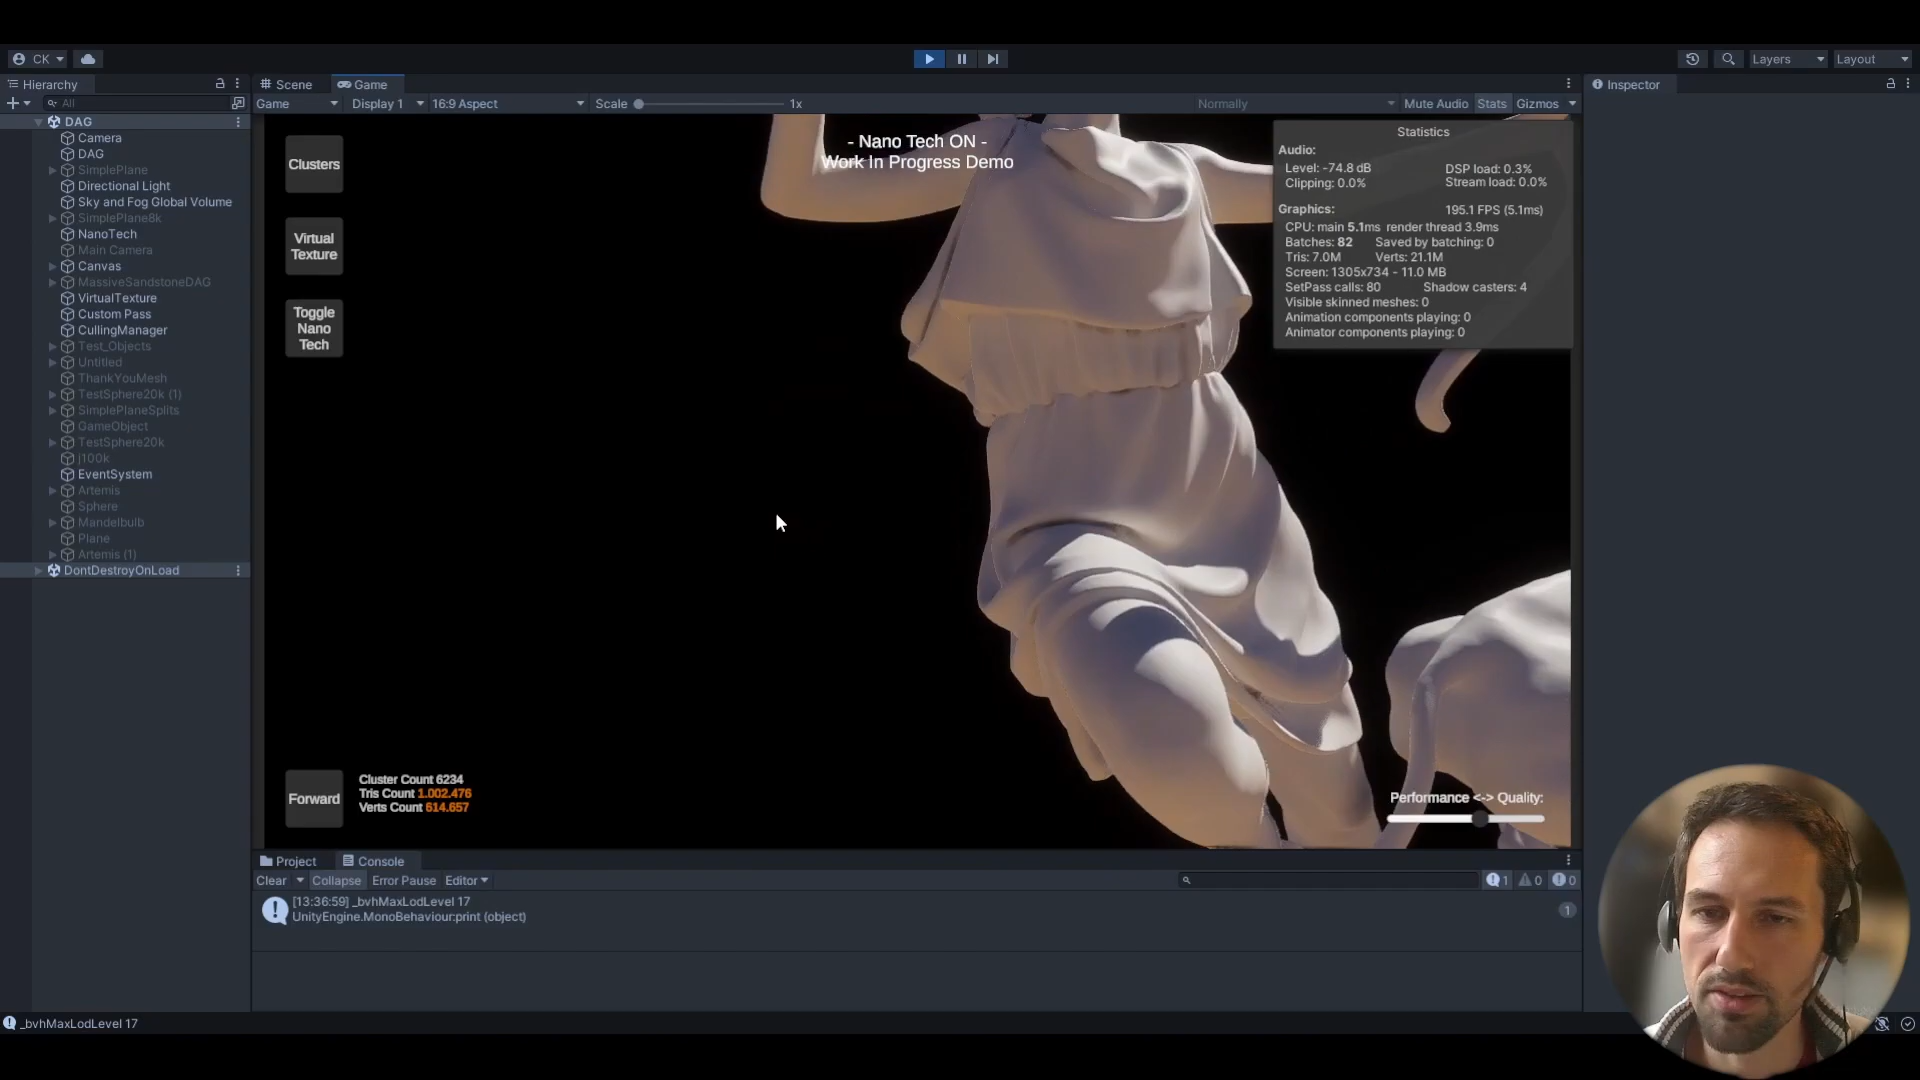 CK
Layers
Layout
Hierarchy
Scene
Game
Inspector
All
Game
Display 1
16:9 Aspect
Scale
1x
Normally
Mute Audio
Stats
Gizmos
DAG
Camera
DAG
SimplePlane
Directional Light
Sky and Fog Global Volume
SimplePlane8k
NanoTech
Main Camera
Canvas
MassiveSandstoneDAG
VirtualTexture
Custom Pass
CullingManager
Test_Objects
Untitled
ThankYouMesh
TestSphere20k (1)
SimplePlaneSplits
GameObject
TestSphere20k
j100k
EventSystem
Artemis
Sphere
Mandelbulb
Plane
Artemis (1)
DontDestroyOnLoad
Clusters
Virtual
Texture
Toggle
Nano
Tech
- Nano Tech ON -
Work In Progress Demo
Statistics
Audio:
Level: -74.8 dB DSP load: 0.3%
Clipping: 0.0% Stream load: 0.0%
Graphics: 195.1 FPS (5.1ms)
CPU: main 5.1ms render thread 3.9ms
Batches: 82 Saved by batching: 0
Tris: 7.0M Verts: 21.1M
Screen: 1305x734 - 11.0 MB
SetPass calls: 80 Shadow casters: 4
Visible skinned meshes: 0
Animation components playing: 0
Animator components playing: 0
Forward
Cluster Count 6234
Tris Count 1.002.476
Verts Count 614.657
Performance <-> Quality:
Project
Console
Clear
Collapse
Error Pause
Editor
1
0
0
[13:36:59] _bvhMaxLodLevel 17
UnityEngine.MonoBehaviour:print (object)
1
_bvhMaxLodLevel 17